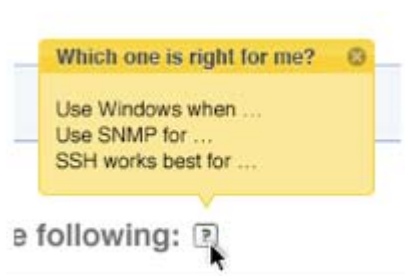 Which one is right for me?
Use Windows when …
Use SNMP for …
SSH works best for …
e following: ?